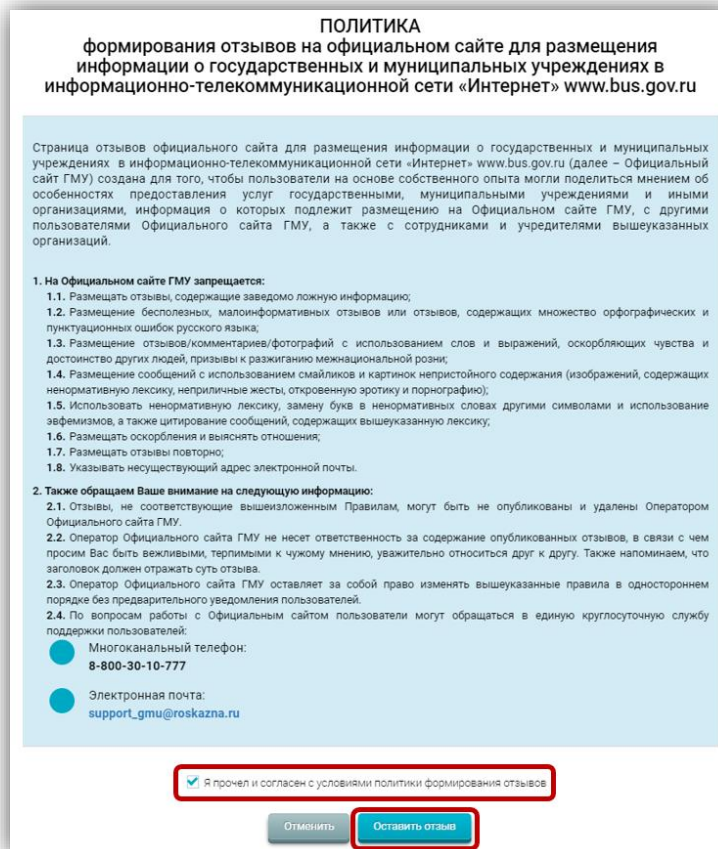 ПОЛИТИКА
формирования отзывов на официальном сайте для размещения
информации о государственных и муниципальных учреждениях в
информационно-телекоммуникационной сети «Интернет» www.bus.gov.ru
Страница отзывов официального сайта для размещения информации о государственных и муниципальных
учреждениях в информационно-телекоммуникационной сети «Интернет» www.bus.gov.ru (далее – Официальный
сайт ГМУ) создана для того, чтобы пользователи на основе собственного опыта могли поделиться мнением об
особенностях предоставления услуг государственными, муниципальными учреждениями и иными
организациями, информация о которых подлежит размещению на Официальном сайте ГМУ, с другими
пользователями Официального сайта ГМУ, а также с сотрудниками и учредителями вышеуказанных
организаций.
1. На Официальном сайте ГМУ запрещается:
1.1. Размещать отзывы, содержащие заведомо ложную информацию;
1.2. Размещение бесполезных, малоинформативных отзывов или отзывов, содержащих множество орфографических и
пунктуационных ошибок русского языка;
1.3. Размещение отзывов/комментариев/фотографий с использованием слов и выражений, оскорбляющих чувства и
достоинство других людей, призывы к разжиганию межнациональной розни;
1.4. Размещение сообщений с использованием смайликов и картинок непристойного содержания (изображений, содержащих
ненормативную лексику, неприличные жесты, откровенную эротику и порнографию);
1.5. Использовать ненормативную лексику, замену букв в ненормативных словах другими символами и использование
эвфемизмов, а также цитирование сообщений, содержащих вышеуказанную лексику;
1.6. Размещать оскорбления и выяснять отношения;
1.7. Размещать отзывы повторно;
1.8. Указывать несуществующий адрес электронной почты.
2. Также обращаем Ваше внимание на следующую информацию:
2.1. Отзывы, не соответствующие вышеизложенным Правилам, могут быть не опубликованы и удалены Оператором
Официального сайта ГМУ.
2.2. Оператор Официального сайта ГМУ не несет ответственность за содержание опубликованных отзывов, в связи с чем
просим Вас быть вежливыми, терпимыми к чужому мнению, уважительно относиться друг к другу. Также напоминаем, что
заголовок должен отражать суть отзыва.
2.3. Оператор Официального сайта ГМУ оставляет за собой право изменять вышеуказанные правила в одностороннем
порядке без предварительного уведомления пользователей.
2.4. По вопросам работы с Официальным сайтом пользователи могут обращаться в единую круглосуточную службу
поддержки пользователей:
Многоканальный телефон:
8-800-30-10-777
Электронная почта:
support_gmu@roskazna.ru
Я прочел и согласен с условиями политики формирования отзывов
Отменить
Оставить отзыв